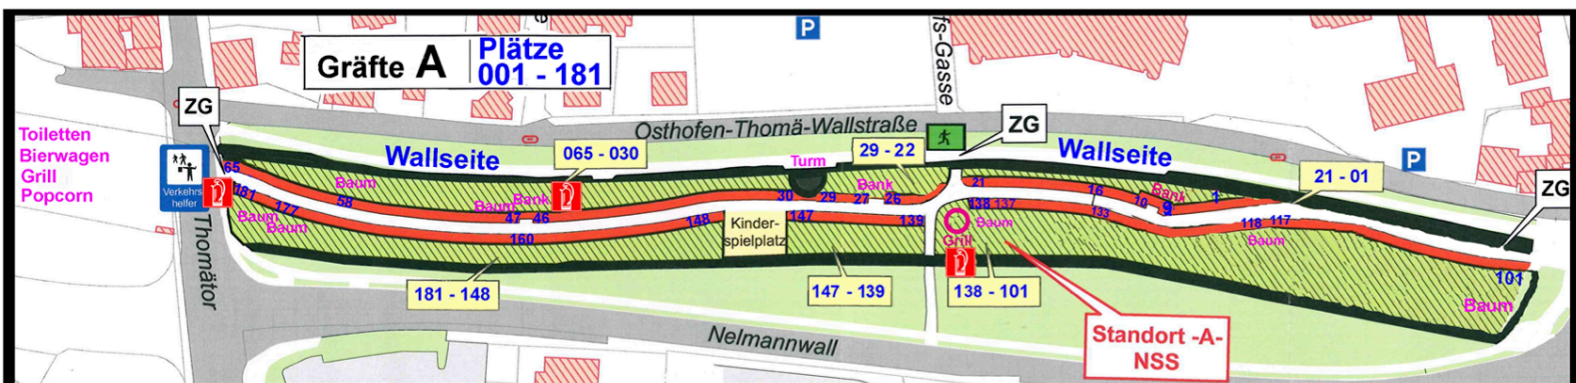 Gräfte A
Plätze
001 - 181
P
fs-Gasse
ZG
Toiletten
Bierwagen
Grill
Popcorn
Verkehrs
helfer
Thomätor
Osthofen-Thomä-Wallstraße
Wallseite
065 - 030
Turm
29 - 22
ZG
Wallseite
P
21 - 01
ZG
65
181
177
58
Baum
Baum
Baum
Baum
Bank
47
46
160
148
30
29
27
26
Bank
147
139
Kinder-
spielplatz
21
16
10
9
Bank
1
138
137
133
Baum
Grill
118
117
Baum
101
Baum
181 - 148
147 - 139
138 - 101
Standort -A-
NSS
Nelmannwall